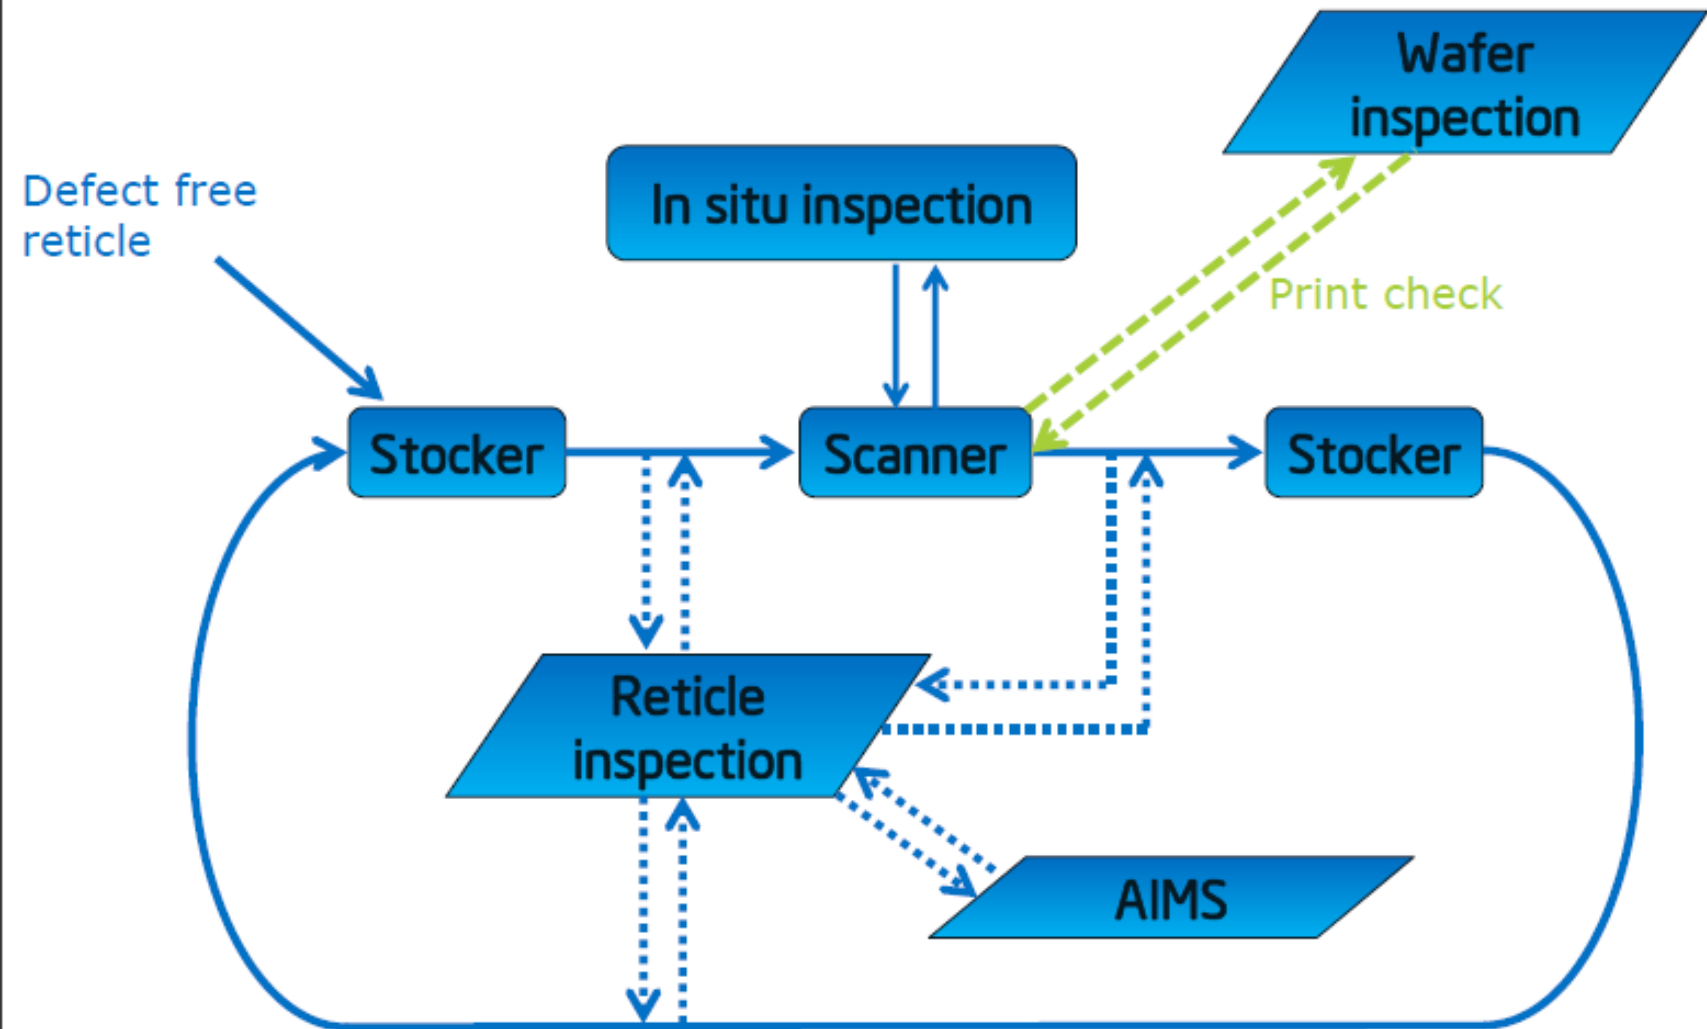 Wafer
inspection
Defect free
reticle
In situ inspection
Print check
Stocker
Scanner
Stocker
Reticle
inspection
AIMS